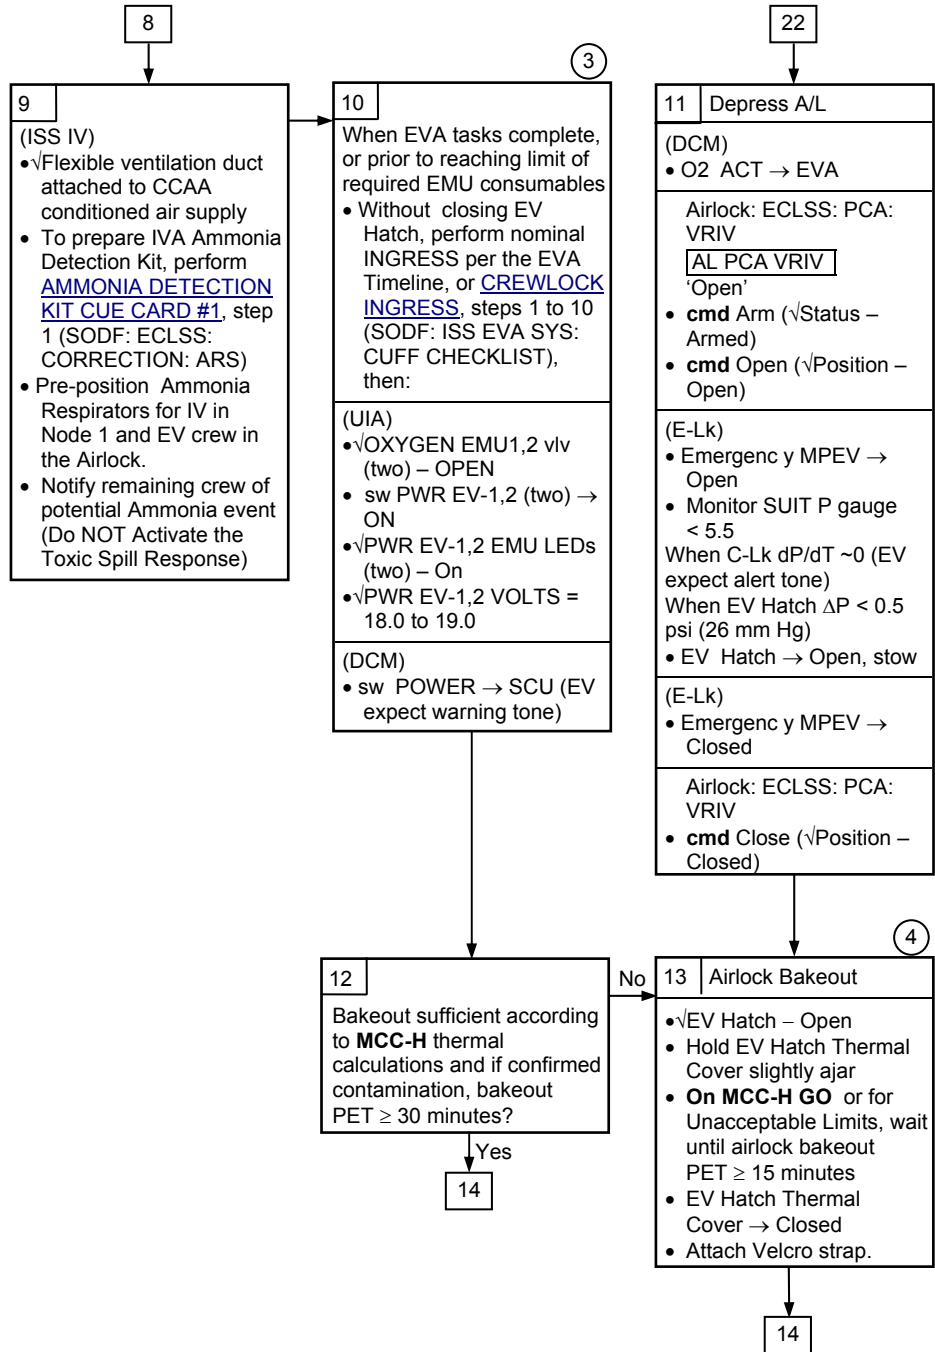 8
9
(ISS IV)
•√Flexible ventilation duct
attached to CCAA
conditioned air supply
• To prepare IVA Ammonia
Detection Kit, perform
AMMONIA DETECTION
KIT CUE CARD #1, step
1 (SODF: ECLSS:
CORRECTION: ARS)
• Pre-position Ammonia
Respirators for IV in
Node 1 and EV crew in
the Airlock.
• Notify remaining crew of
potential Ammonia event
(Do NOT Activate the
Toxic Spill Response)
3
10
When EVA tasks complete,
or prior to reaching limit of
required EMU consumables
• Without closing EV
Hatch, perform nominal
INGRESS per the EVA
Timeline, or CREWLOCK
INGRESS, steps 1 to 10
(SODF: ISS EVA SYS:
CUFF CHECKLIST),
then:
(UIA)
•√OXYGEN EMU1,2 vlv
(two) – OPEN
• sw PWR EV-1,2 (two) →
ON
•√PWR EV-1,2 EMU LEDs
(two) – On
•√PWR EV-1,2 VOLTS =
18.0 to 19.0
(DCM)
• sw POWER → SCU (EV
expect warning tone)
22
11 Depress A/L
(DCM)
• O2 ACT → EVA
Airlock: ECLSS: PCA:
VRIV
AL PCA VRIV
‘Open’
• cmd Arm (√Status –
Armed)
• cmd Open (√Position –
Open)
(E-Lk)
• Emergenc y MPEV →
Open
• Monitor SUIT P gauge
< 5.5
When C-Lk dP/dT ~0 (EV
expect alert tone)
When EV Hatch ∆P < 0.5
psi (26 mm Hg)
• EV Hatch → Open, stow
(E-Lk)
• Emergenc y MPEV →
Closed
Airlock: ECLSS: PCA:
VRIV
• cmd Close (√Position –
Closed)
12
Bakeout sufficient according
to MCC-H thermal
calculations and if confirmed
contamination, bakeout
PET ≥ 30 minutes?
No
Yes
14
4
13 Airlock Bakeout
•√EV Hatch – Open
• Hold EV Hatch Thermal
Cover slightly ajar
• On MCC-H GO or for
Unacceptable Limits, wait
until airlock bakeout
PET ≥ 15 minutes
• EV Hatch Thermal
Cover → Closed
• Attach Velcro strap.
14